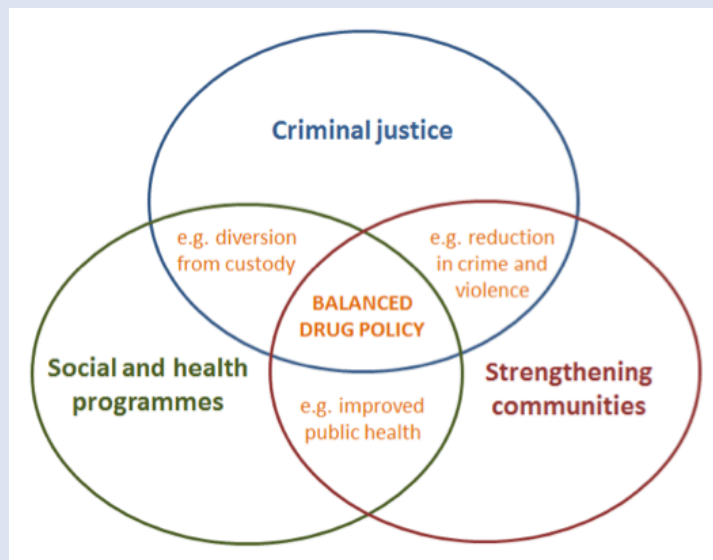 Criminal justice
e.g. diversion
from custody
e.g. reduction
in crime and
violence
BALANCED
DRUG POLICY
Social and health
programmes
Strengthening
communities
e.g. improved
public health